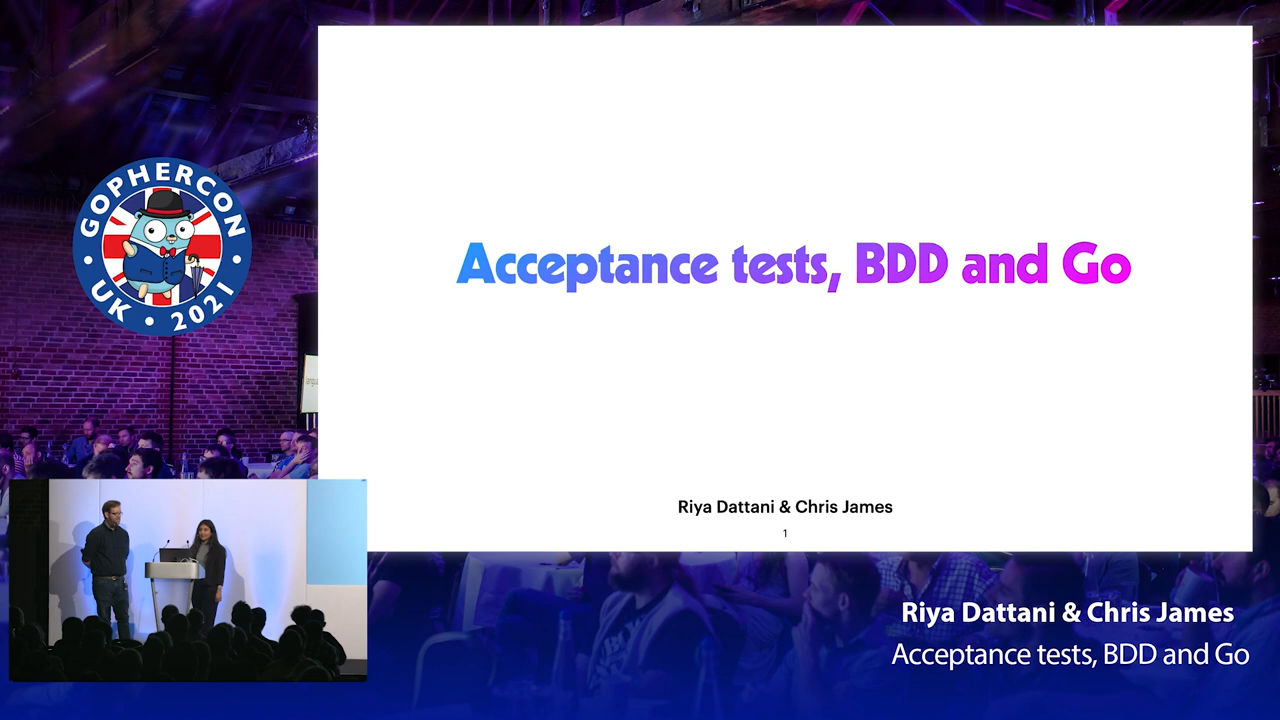 GOPHERCON
UK • 2021
Acceptance tests, BDD and Go
Riya Dattani & Chris James
1
Riya Dattani & Chris James
Acceptance tests, BDD and Go